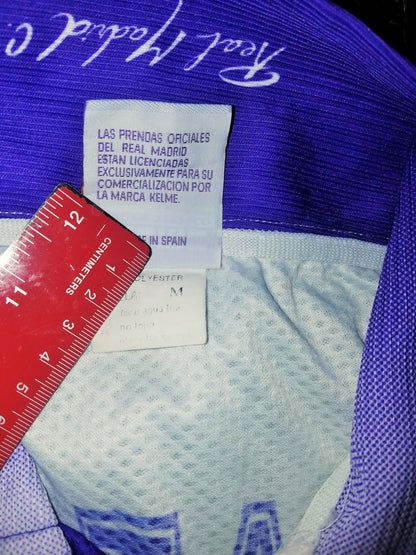 Real Madrid C.
LAS PRENDAS OFICIALES
DEL REAL MADRID
ESTAN LICENCIADAS
EXCLUSIVAMENTE PARA SU
COMERCIALIZACION POR
LA MARCA KELME.
IN SPAIN
M
12
11
CENTIMETERS
1
2
3
4
5
6